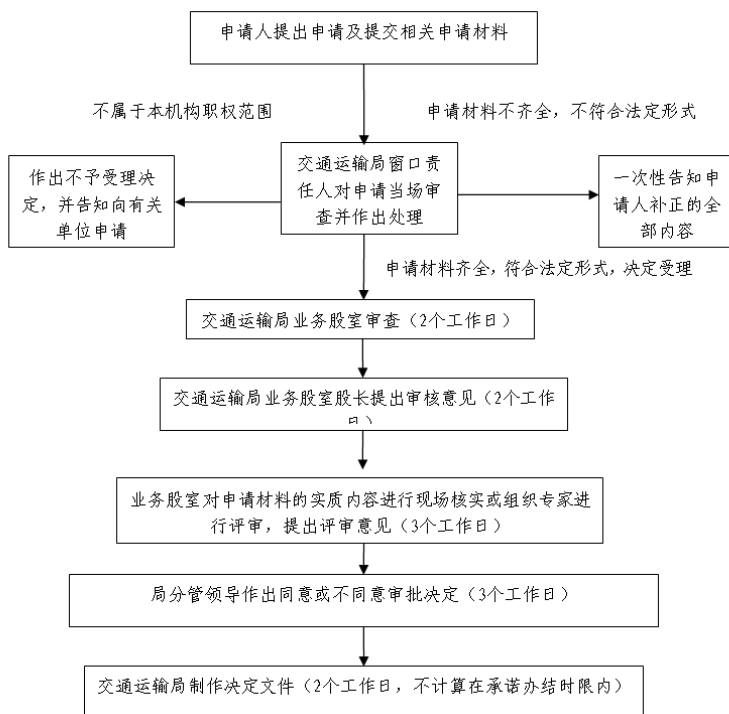 申请人提出申请及提交相关申请材料
不属于本机构职权范围
申请材料不齐全，不符合法定形式
作出不予受理决
定，并告知向有关
单位申请
交通运输局窗口责
任人对申请当场审
查并作出处理
一次性告知申
请人补正的全
部内容
申请材料齐全，符合法定形式，决定受理
交通运输局业务股室审查（2个工作日）
交通运输局业务股室股长提出审核意见（2个工作
日）
业务股室对申请材料的实质内容进行现场核实或组织专家进
行评审，提出评审意见（3个工作日）
局分管领导作出同意或不同意审批决定（3个工作日）
交通运输局制作决定文件（2个工作日，不计算在承诺办结时限内）